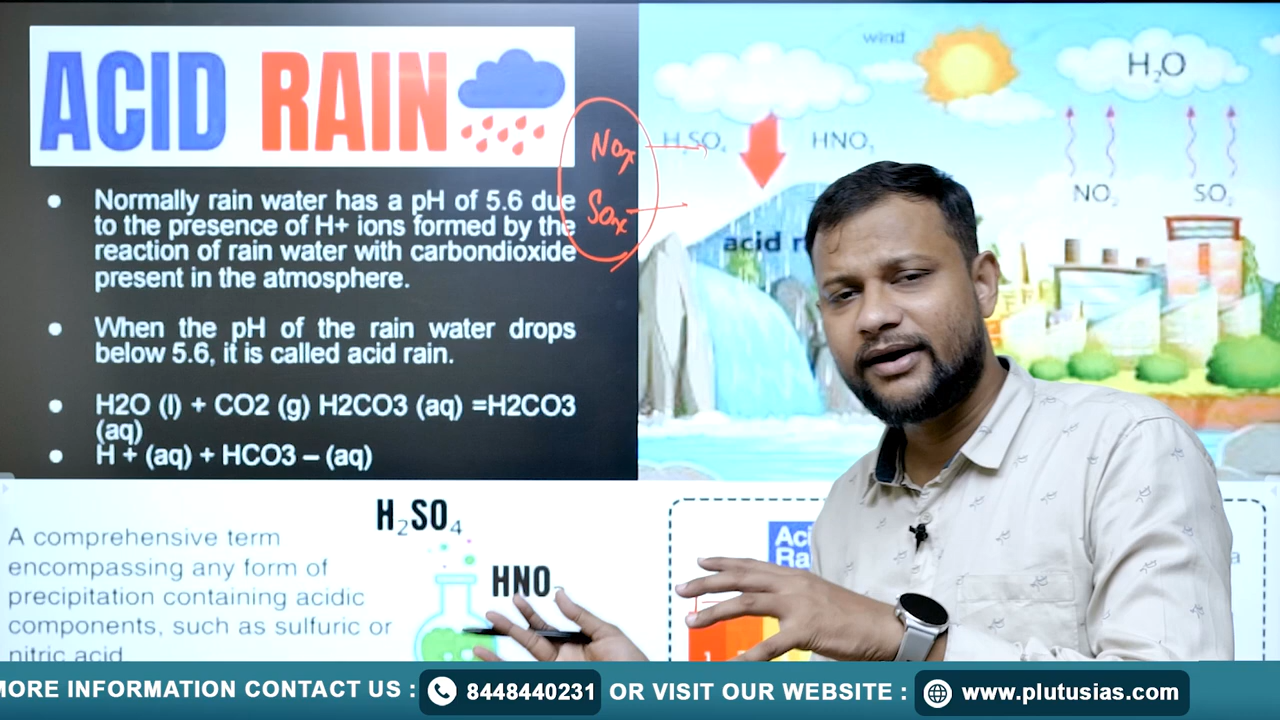 ACID RAIN
Normally rain water has a pH of 5.6 due
to the presence of H+ ions formed by the
reaction of rain water with carbondioxide
present in the atmosphere.
When the pH of the rain water drops
below 5.6, it is called acid rain.
H2O (l) + CO2 (g) H2CO3 (aq) =H2CO3
(aq)
H + (aq) + HCO3 – (aq)
NOx
SOx
wind
H₂O
H₂SO₄
HNO₃
NO₂
SO₂
acid r
A comprehensive term
encompassing any form of
precipitation containing acidic
components, such as sulfuric or
nitric acid
H₂SO₄
HNO
Aci
Ra
1
MORE INFORMATION CONTACT US : 8448440231 OR VISIT OUR WEBSITE : www.plutusias.com